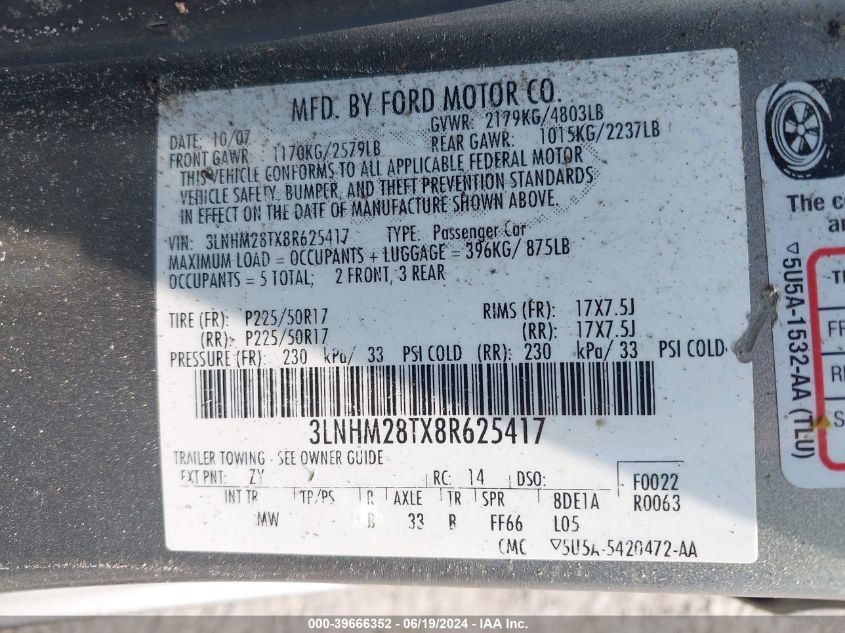 MFD. BY FORD MOTOR CO.
DATE: 10/07 GVWR: 2179KG/4803LB
FRONT GAWR: 1170KG/2579LB REAR GAWR: 1015KG/2237LB
THIS VEHICLE CONFORMS TO ALL APPLICABLE FEDERAL MOTOR
VEHICLE SAFETY, BUMPER, AND THEFT PREVENTION STANDARDS
IN EFFECT ON THE DATE OF MANUFACTURE SHOWN ABOVE.
VIN: 3LNHM28TX8R625417 TYPE: Passenger Car
MAXIMUM LOAD = OCCUPANTS + LUGGAGE = 396KG/ 875LB
OCCUPANTS = 5 TOTAL; 2 FRONT, 3 REAR
TIRE (FR): P225/50R17 RIMS (FR): 17X7.5J
(RR): P225/50R17 (RR): 17X7.5J
PRESSURE (FR): 230 kPa/ 33 PSI COLD (RR): 230 kPa/ 33 PSI COLD
3LNHM28TX8R625417
TRAILER TOWING - SEE OWNER GUIDE
EXT PNT: ZY RC: 14 DSO: F0022
INT TR TP/PS R AXLE TR SPR 8DE1A R0063
MW B 33 B FF66 L05
CMC ▽5U5A-5420472-AA
The co
an
▽5U5A-1532-AA (TLU)
FR
000-39666352 - 06/19/2024 - IAA Inc.